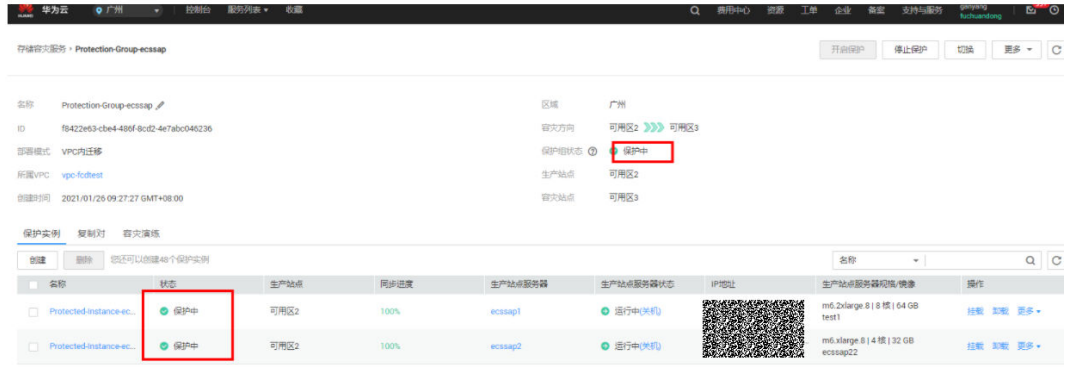 华为云 广州 控制台 服务列表 收藏 费用中心 资源 工单 企业 备案 支持与服务 ganyang
fuchuandong
存储容灾服务 > Protection-Group-ecssap 开启保护 停止保护 切换 更多
名称 Protection-Group-ecssap 区域 广州
ID f8422e63-cbe4-486f-8cd2-4e7abc046236 容灾方向 可用区2 >>> 可用区3
部署模式 VPC内迁移 保护组状态 保护中
所属VPC vpc-fcdtest 生产站点 可用区2
创建时间 2021/01/26 09:27:27 GMT+08:00 容灾站点 可用区3
保护实例 复制对 容灾演练
创建 删除 您还可以创建48个保护实例 名称
名称 状态 生产站点 同步进度 生产站点服务器 生产站点服务器状态 IP地址 生产站点服务器规格/镜像 操作
Protected-Instance-ec... 保护中 可用区2 100% ecssap1 运行中(关机) m6.2xlarge.8 | 8 核 | 64 GB
test1 挂载 卸载 更多
Protected-Instance-ec... 保护中 可用区2 100% ecssap2 运行中(关机) m6.xlarge.8 | 4 核 | 32 GB
ecssap22 挂载 卸载 更多